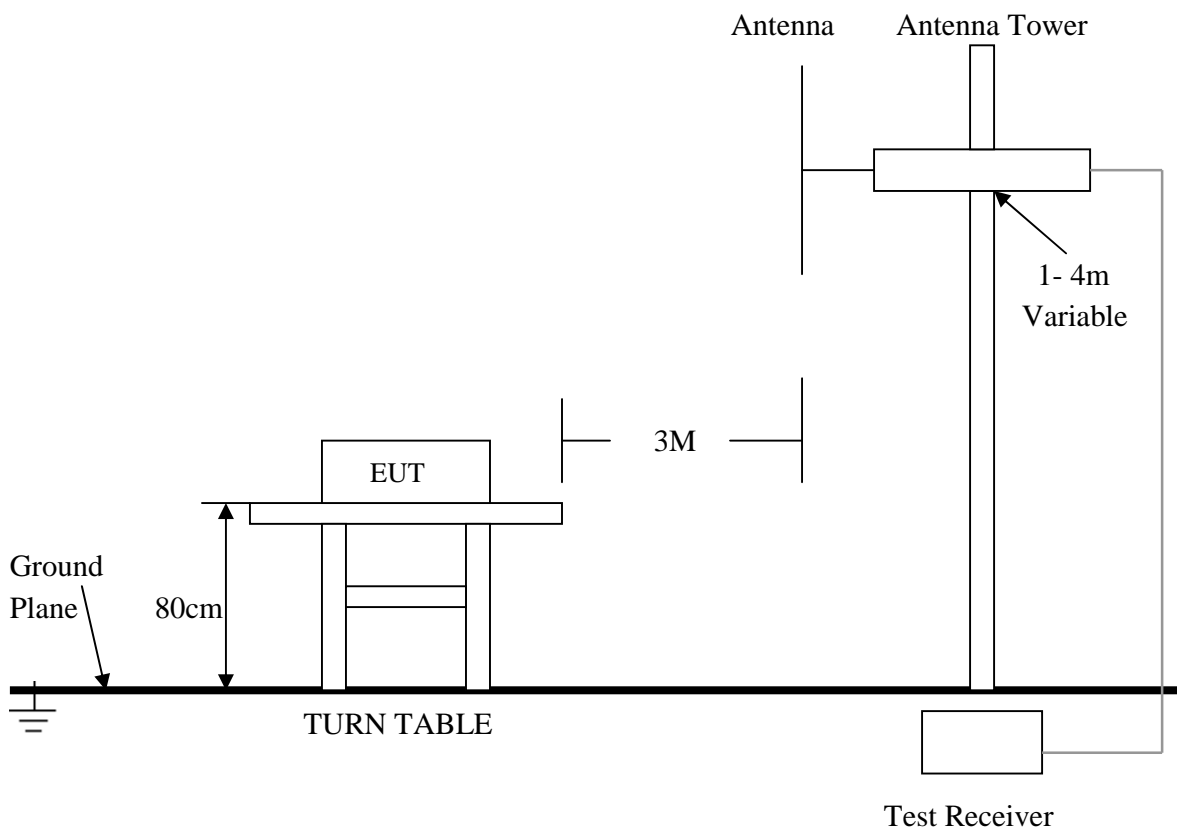 Antenna
Antenna Tower
1- 4m
Variable
3M
EUT
Ground
Plane
80cm
TURN TABLE
Test Receiver